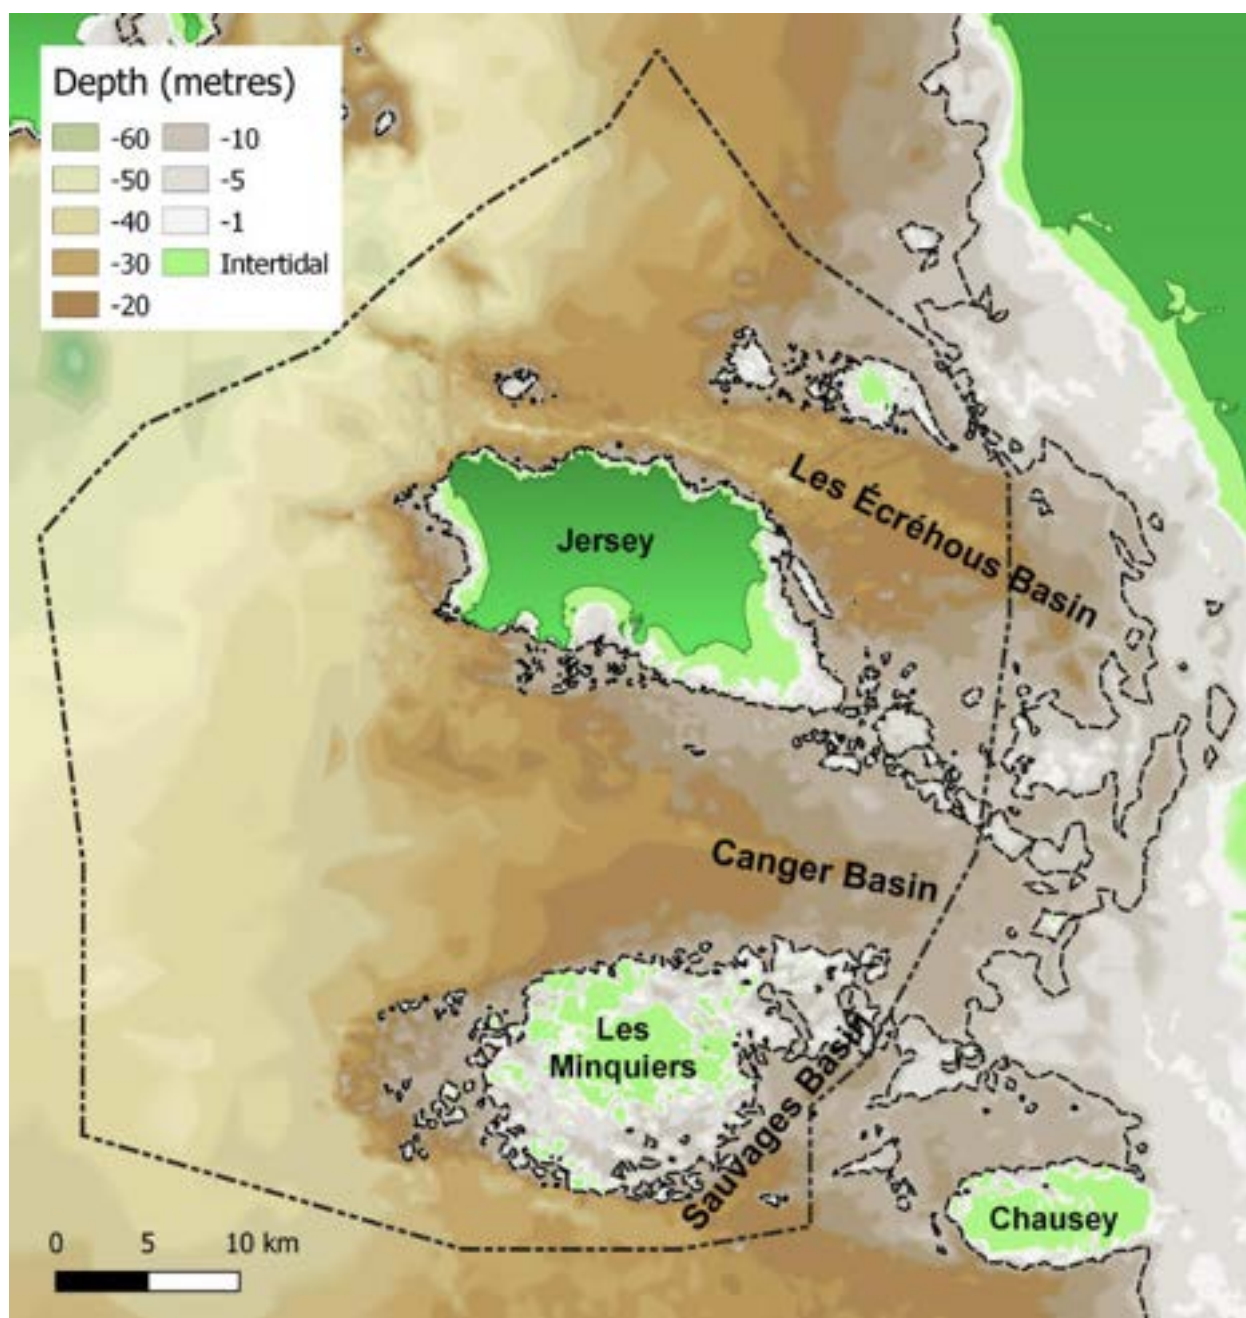 Depth (metres)
-60
-50
-40
-30
-20
-10
-5
-1
Intertidal
Les Écréhous Basin
Jersey
Canger Basin
Les
Minquiers
Sauvages Basin
Chausey
0 5 10 km